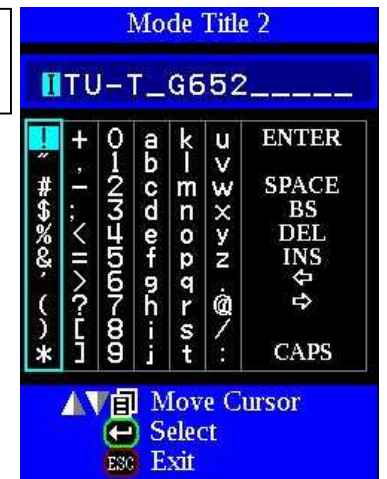 Mode Title 2
ITU-T_G652_____
! + 0 a k u ENTER
" , 1 b l v
# - 2 c m w SPACE
$ ; 3 d n x BS
% < 4 e o y DEL
& = 5 f p z INS
' > 6 g q . ⇦
( ? 7 h r @ ⇨
) [ 8 i s /
* ] 9 j t : CAPS
Move Cursor
Select
ESC Exit